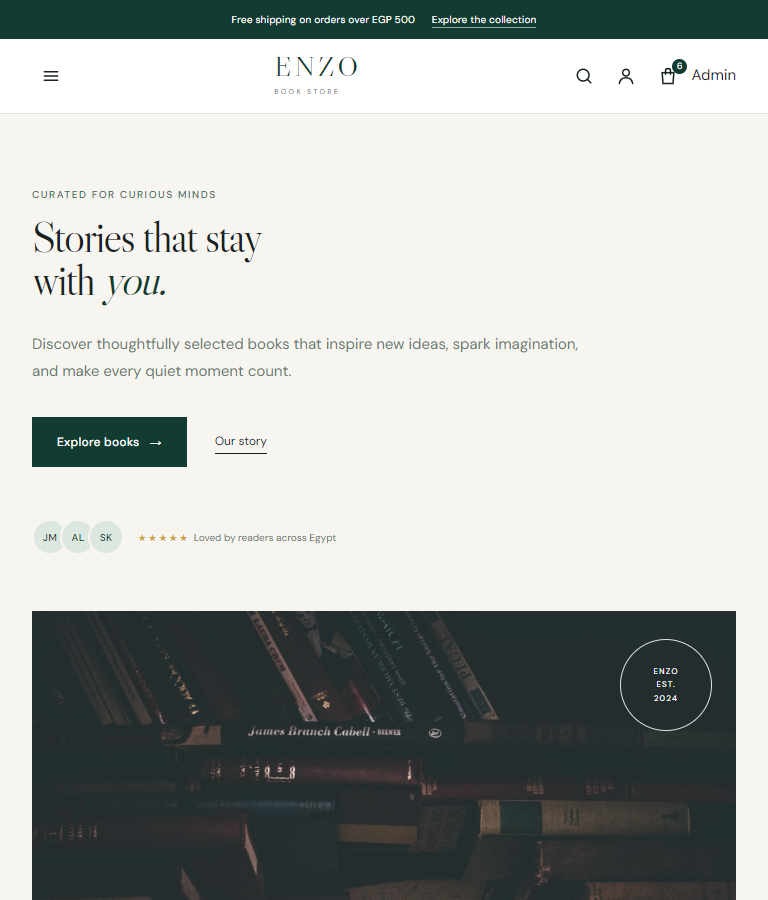 Free shipping on orders over EGP 500 Explore the collection
ENZO
BOOK STORE
6
Admin
CURATED FOR CURIOUS MINDS
Stories that stay
with you.
Discover thoughtfully selected books that inspire new ideas, spark imagination,
and make every quiet moment count.
Explore books →
Our story
JM AL SK ★★★★★ Loved by readers across Egypt
ENZO
EST.
2024
James Branch Cabell · BREWER